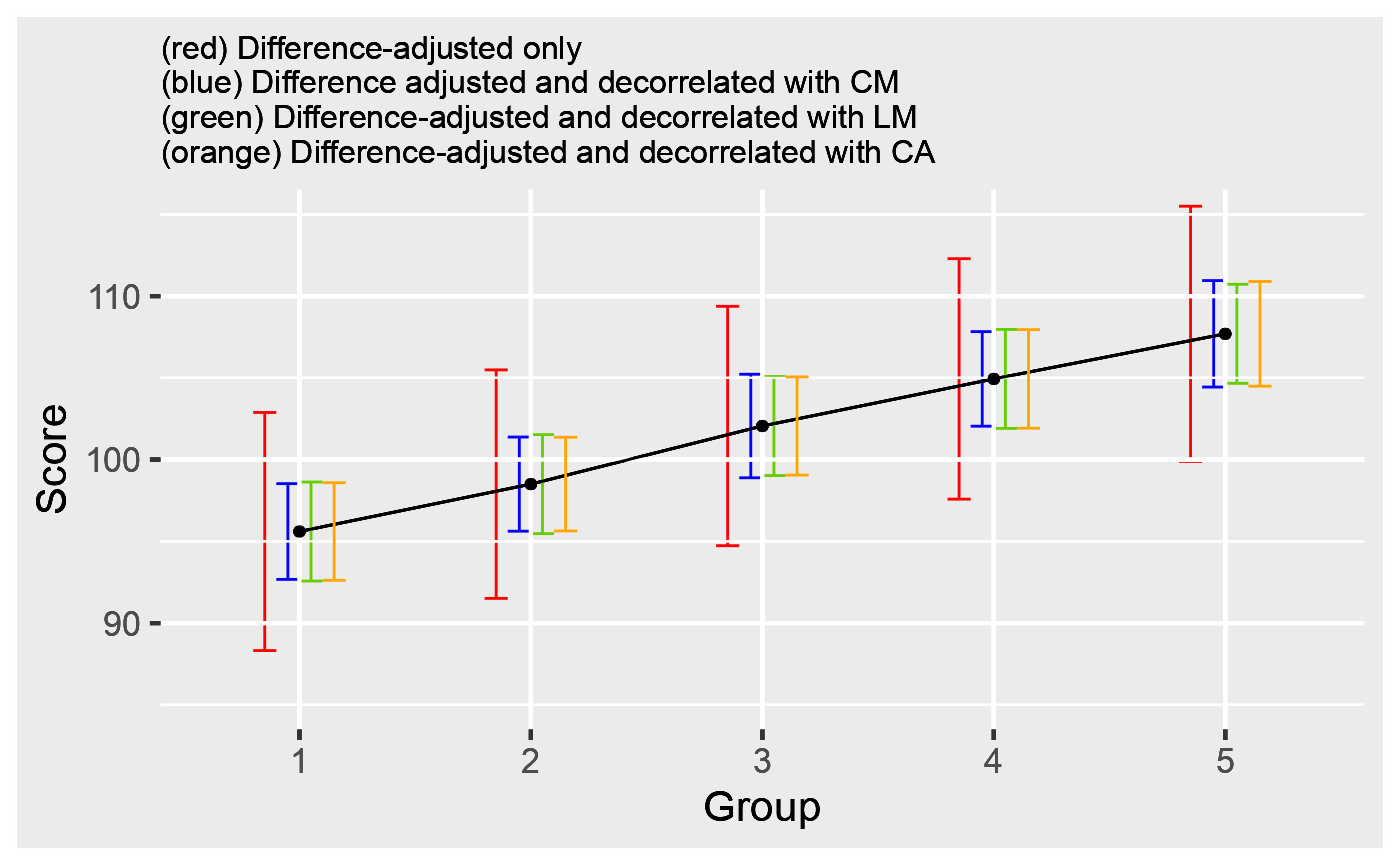 (red) Difference-adjusted only
(blue) Difference adjusted and decorrelated with CM
(green) Difference-adjusted and decorrelated with LM
(orange) Difference-adjusted and decorrelated with CA
110
100
90
Score
1 2 3 4 5
Group